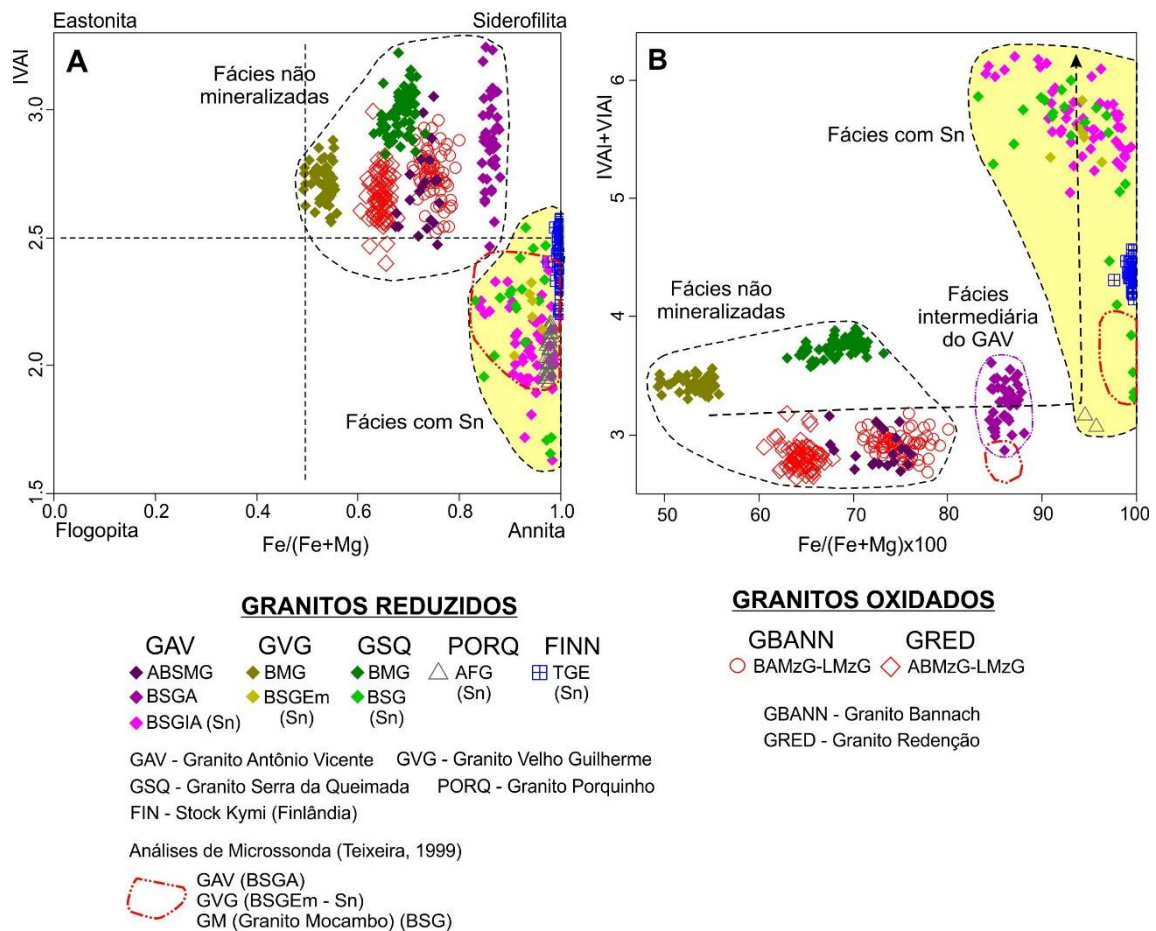 Eastonita
Siderofilita
A
IVAl
Fácies não
mineralizadas
Fácies com Sn
3.0
2.5
2.0
1.5
0.0
0.2
0.4
0.6
0.8
1.0
Flogopita
Annita
Fe/(Fe+Mg)
B
IVAl+VIAl
Fácies com Sn
Fácies não
mineralizadas
Fácies
intermediária
do GAV
6
5
4
3
50
60
70
80
90
100
Fe/(Fe+Mg)x100
GRANITOS REDUZIDOS
GAV GVG GSQ PORQ FINN
ABSMG BMG BMG AFG TGE
BSGA BSGEm BSG (Sn) (Sn)
BSGIA (Sn) (Sn) (Sn)
GAV - Granito Antônio Vicente GVG - Granito Velho Guilherme
GSQ - Granito Serra da Queimada PORQ - Granito Porquinho
FIN - Stock Kymi (Finlândia)
Análises de Microssonda (Teixeira, 1999)
GAV (BSGA)
GVG (BSGEm - Sn)
GM (Granito Mocambo) (BSG)
GRANITOS OXIDADOS
GBANN GRED
BAMzG-LMzG ABMzG-LMzG
GBANN - Granito Bannach
GRED - Granito Redenção